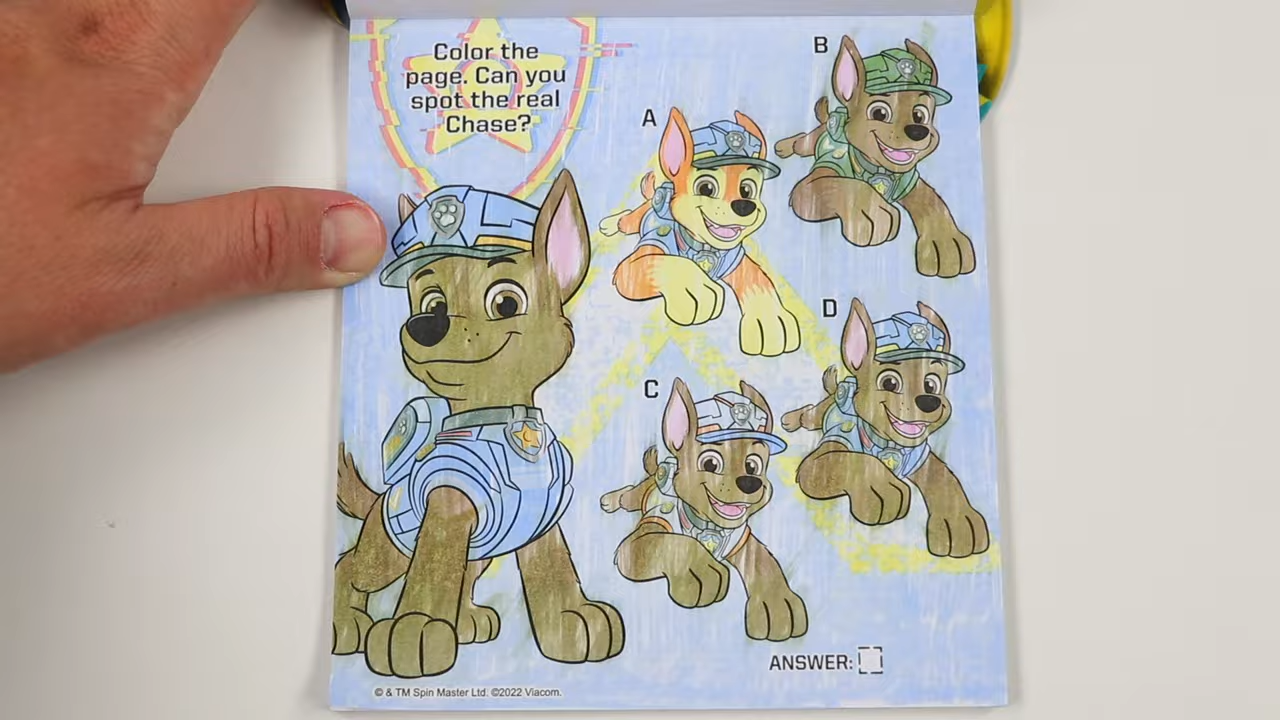 Color the
page. Can you
spot the real
Chase?
A
B
C
D
ANSWER:
© & TM Spin Master Ltd. ©2022 Viacom.